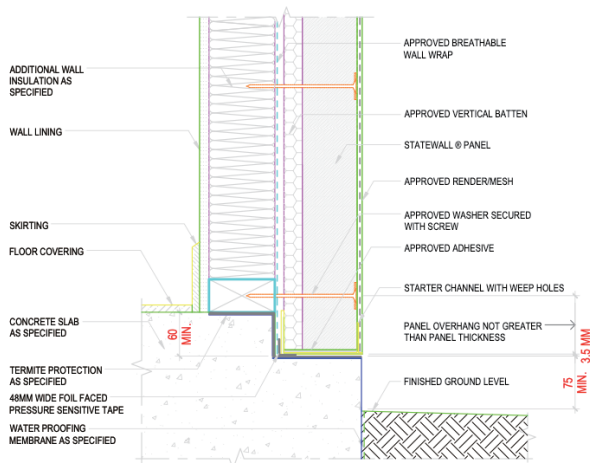 ADDITIONAL WALL
INSULATION AS
SPECIFIED
WALL LINING
SKIRTING
FLOOR COVERING
CONCRETE SLAB
AS SPECIFIED
TERMITE PROTECTION
AS SPECIFIED
48MM WIDE FOIL FACED
PRESSURE SENSITIVE TAPE
WATER PROOFING
MEMBRANE AS SPECIFIED
60
MIN.
APPROVED BREATHABLE
WALL WRAP
APPROVED VERTICAL BATTEN
STATEWALL ® PANEL
APPROVED RENDER/MESH
APPROVED WASHER SECURED
WITH SCREW
APPROVED ADHESIVE
STARTER CHANNEL WITH WEEP HOLES
PANEL OVERHANG NOT GREATER
THAN PANEL THICKNESS
FINISHED GROUND LEVEL
75
MIN.
3.5 MM